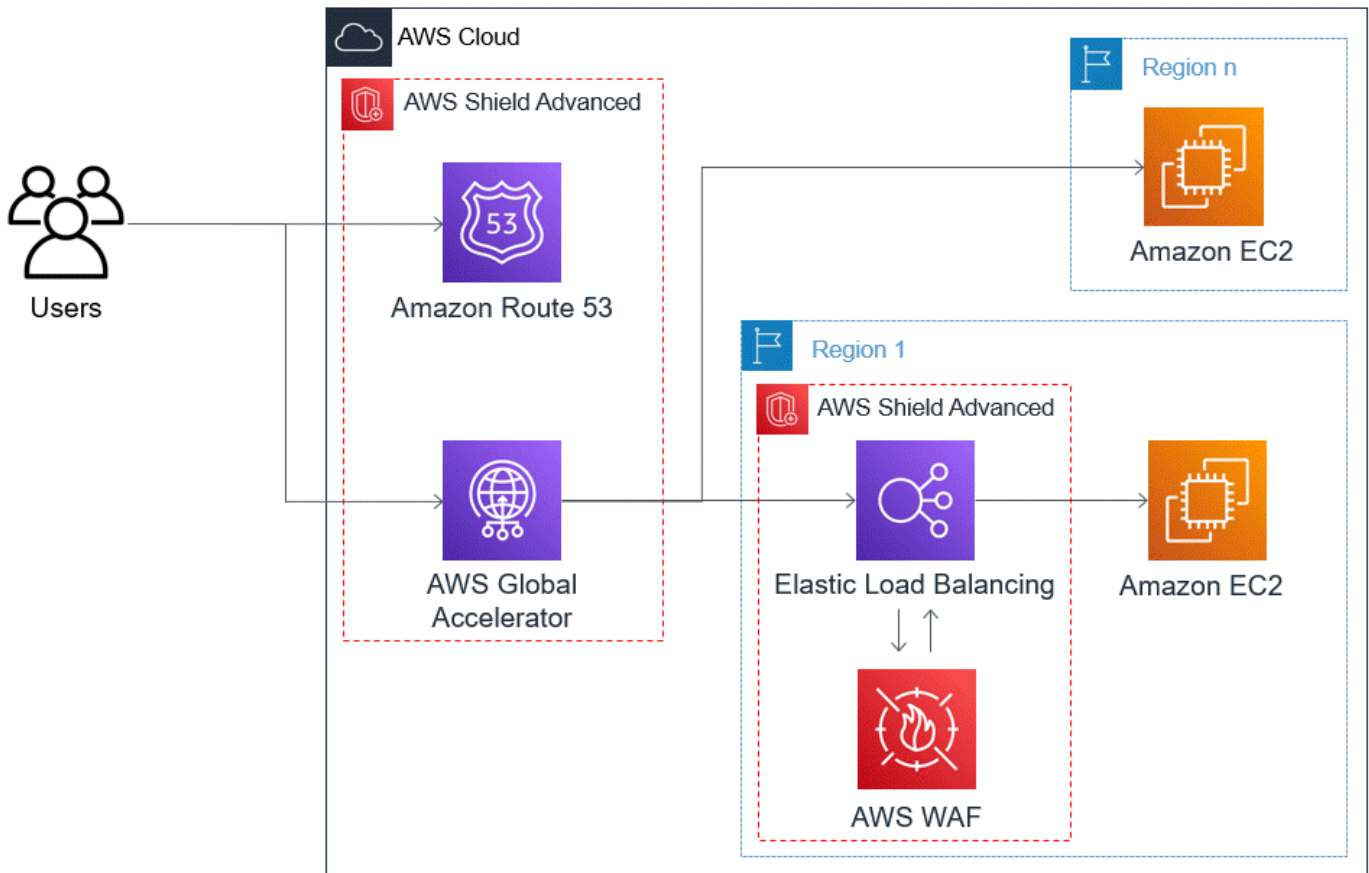 AWS Cloud
AWS Shield Advanced
Region n
53
Amazon EC2
Users
Amazon Route 53
Region 1
AWS Shield Advanced
AWS Global
Accelerator
Elastic Load Balancing
Amazon EC2
AWS WAF